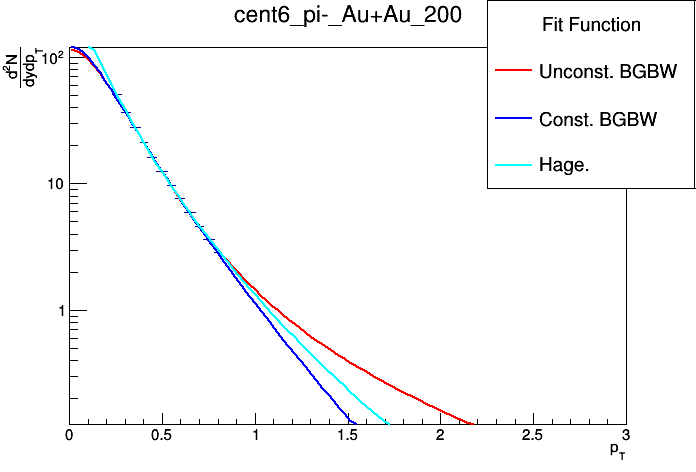 cent6_pi-_Au+Au_200
Fit Function
Unconst. BGBW
Const. BGBW
Hage.
d²N
dydp_T
10²
10
1
0 0.5 1 1.5 2 2.5 3
p_T